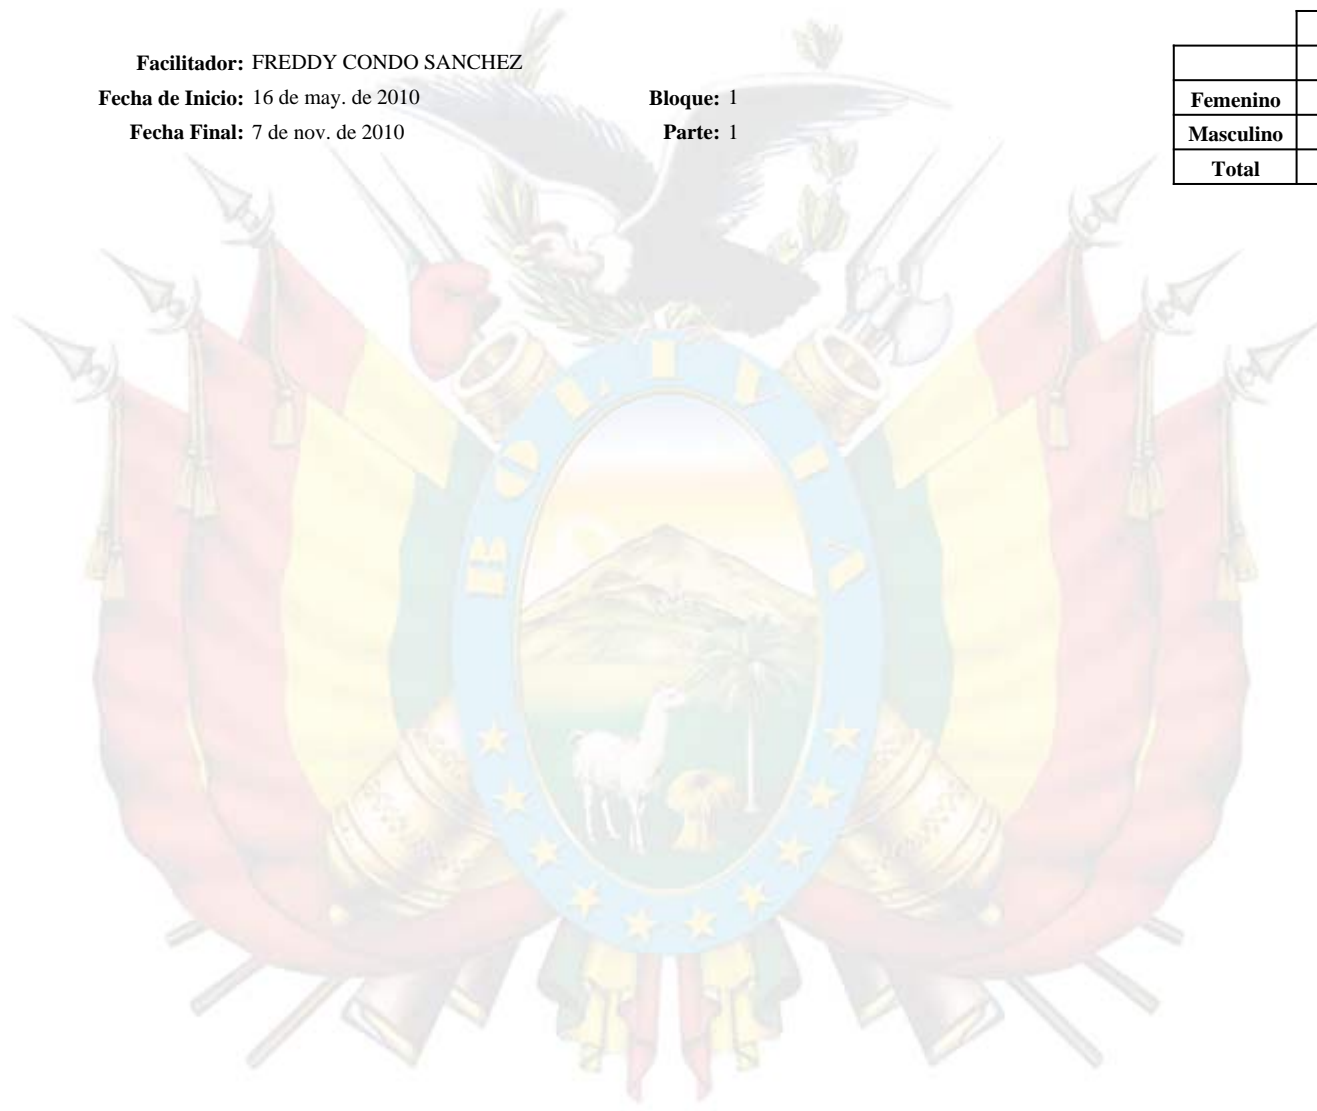 Facilitador: FREDDY CONDO SANCHEZ
Fecha de Inicio: 16 de may. de 2010 Bloque: 1
Fecha Final: 7 de nov. de 2010 Parte: 1
Femenino
Masculino
Total
BOLIVIA